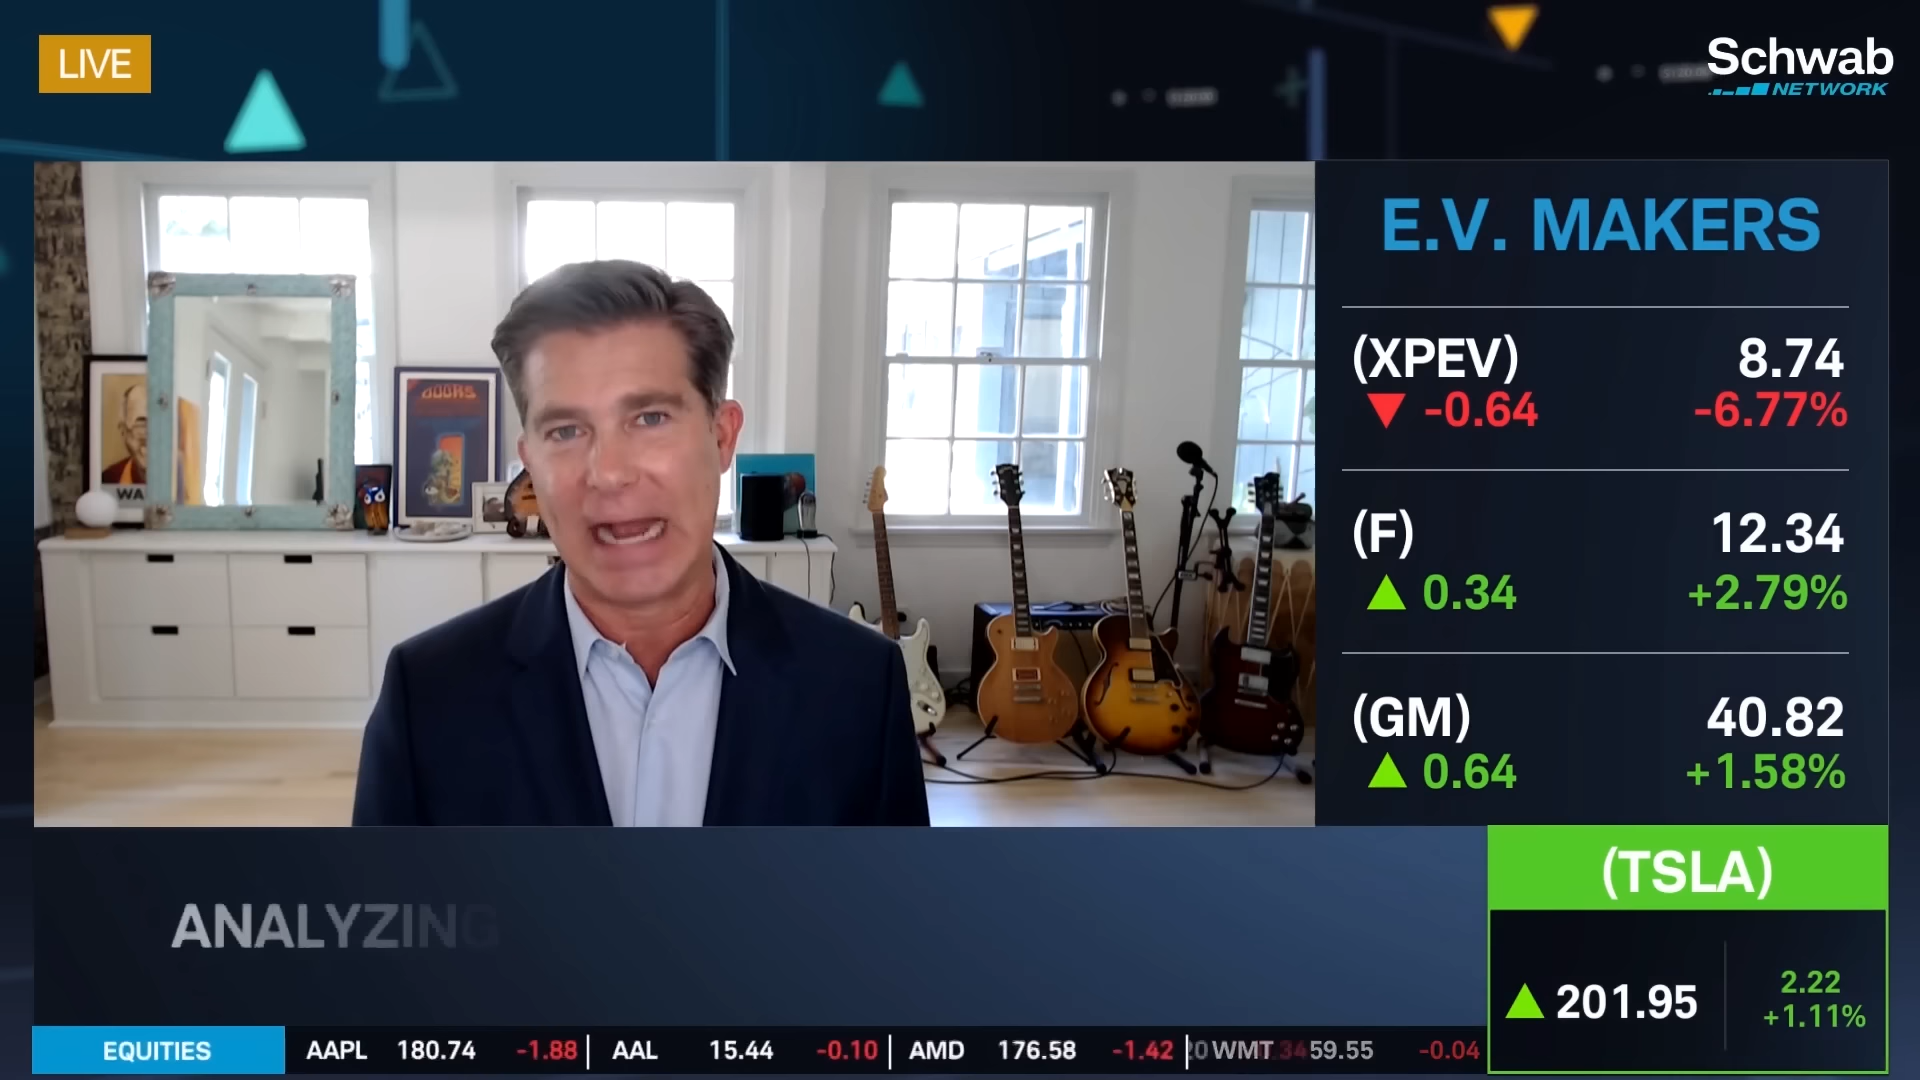 LIVE
Schwab
NETWORK
DOORS
WA
E.V. MAKERS
(XPEV) 8.74
▼ -0.64 -6.77%
(F) 12.34
▲ 0.34 +2.79%
(GM) 40.82
▲ 0.64 +1.58%
ANALYZING
(TSLA)
▲ 201.95
2.22
+1.11%
EQUITIES AAPL 180.74 -1.88 AAL 15.44 -0.10 AMD 176.58 -1.42 WMT 59.55 -0.04